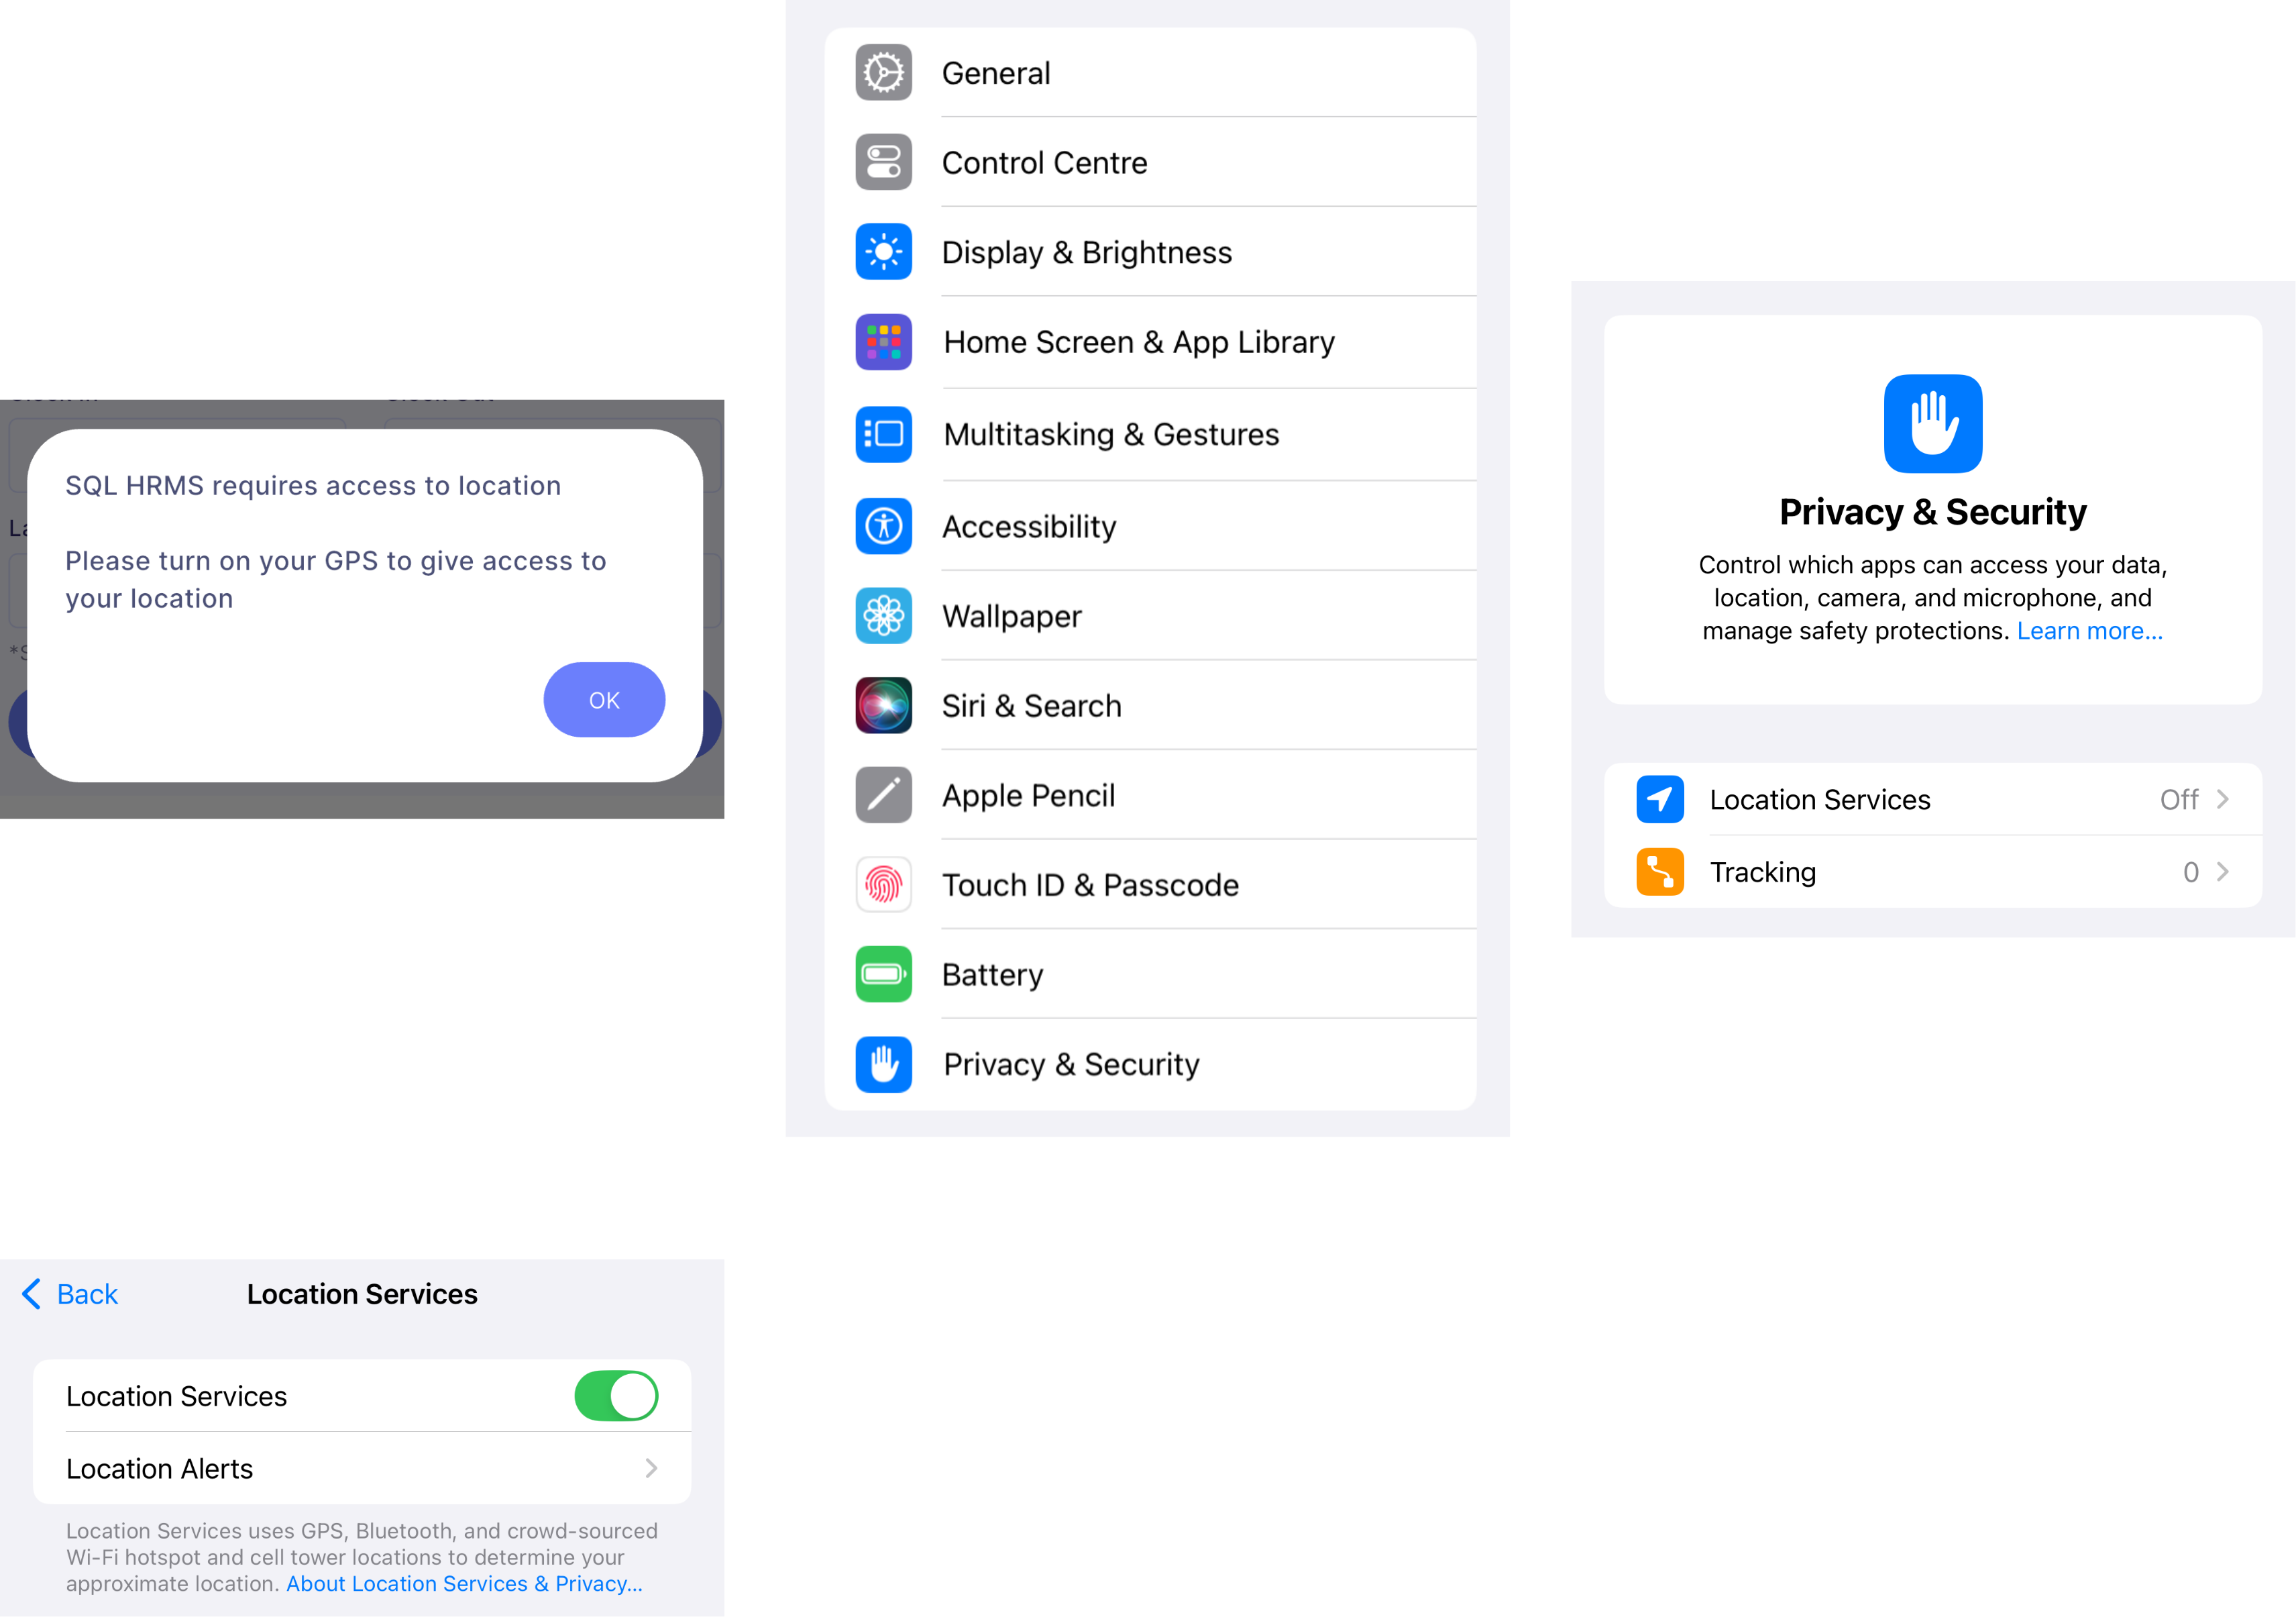 SQL HRMS requires access to location
Please turn on your GPS to give access to
your location
OK
General
Control Centre
Display & Brightness
Home Screen & App Library
Multitasking & Gestures
Accessibility
Wallpaper
Siri & Search
Apple Pencil
Touch ID & Passcode
Battery
Privacy & Security
Privacy & Security
Control which apps can access your data,
location, camera, and microphone, and
manage safety protections. Learn more...
Location Services Off
Tracking 0
Back Location Services
Location Services
Location Alerts
Location Services uses GPS, Bluetooth, and crowd-sourced
Wi-Fi hotspot and cell tower locations to determine your
approximate location. About Location Services & Privacy...